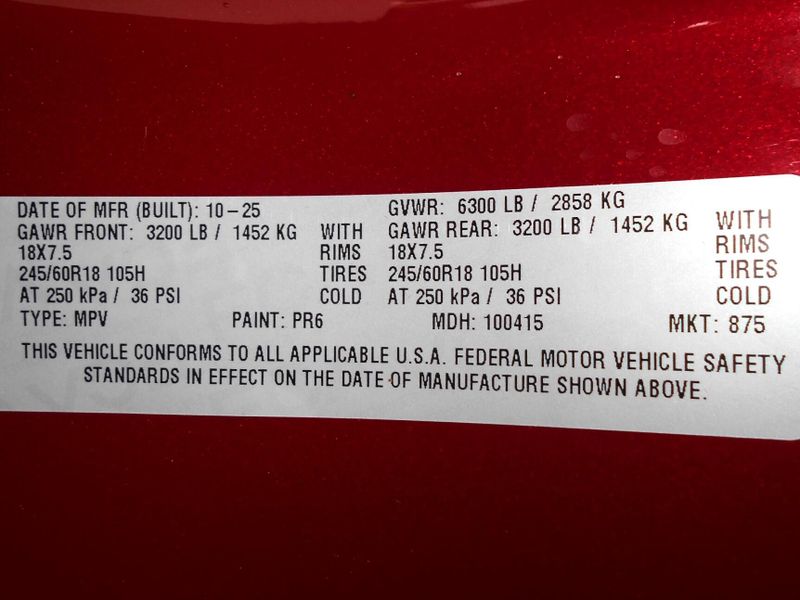 DATE OF MFR (BUILT): 10-25 GVWR: 6300 LB / 2858 KG
GAWR FRONT: 3200 LB / 1452 KG WITH GAWR REAR: 3200 LB / 1452 KG WITH
18X7.5 RIMS 18X7.5 RIMS
245/60R18 105H TIRES 245/60R18 105H TIRES
AT 250 kPa / 36 PSI COLD AT 250 kPa / 36 PSI COLD
TYPE: MPV PAINT: PR6 MDH: 100415 MKT: 875
THIS VEHICLE CONFORMS TO ALL APPLICABLE U.S.A. FEDERAL MOTOR VEHICLE SAFETY
STANDARDS IN EFFECT ON THE DATE OF MANUFACTURE SHOWN ABOVE.